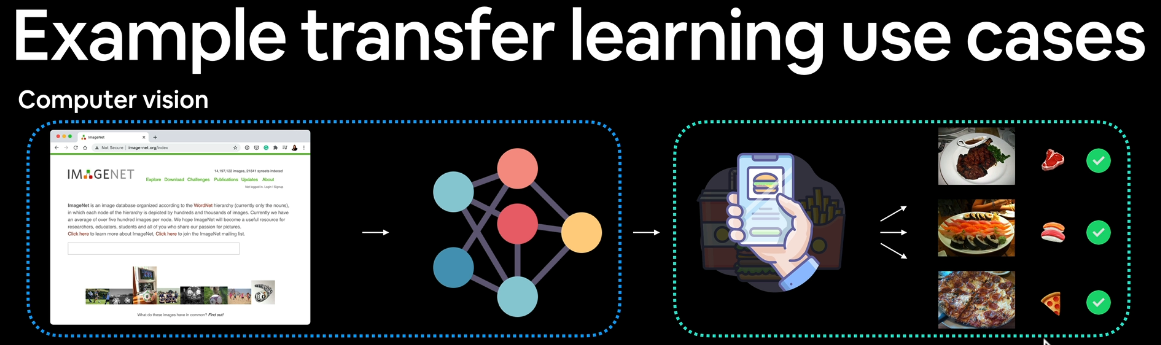 Example transfer learning use cases
Computer vision
ImageNet
Not Secure | image-net.org/index
IMAGENET
14,197,122 images, 21841 synsets indexed
Explore Download Challenges Publications Updates About
Not logged in. Login | Signup
ImageNet is an image database organized according to the WordNet hierarchy (currently only the nouns),
in which each node of the hierarchy is depicted by hundreds and thousands of images. Currently we have
an average of over five hundred images per node. We hope ImageNet will become a useful resource for
researchers, educators, students and all of you who share our passion for pictures.
Click here to learn more about ImageNet, Click here to join the ImageNet mailing list.
What do these images have in common? Find out!